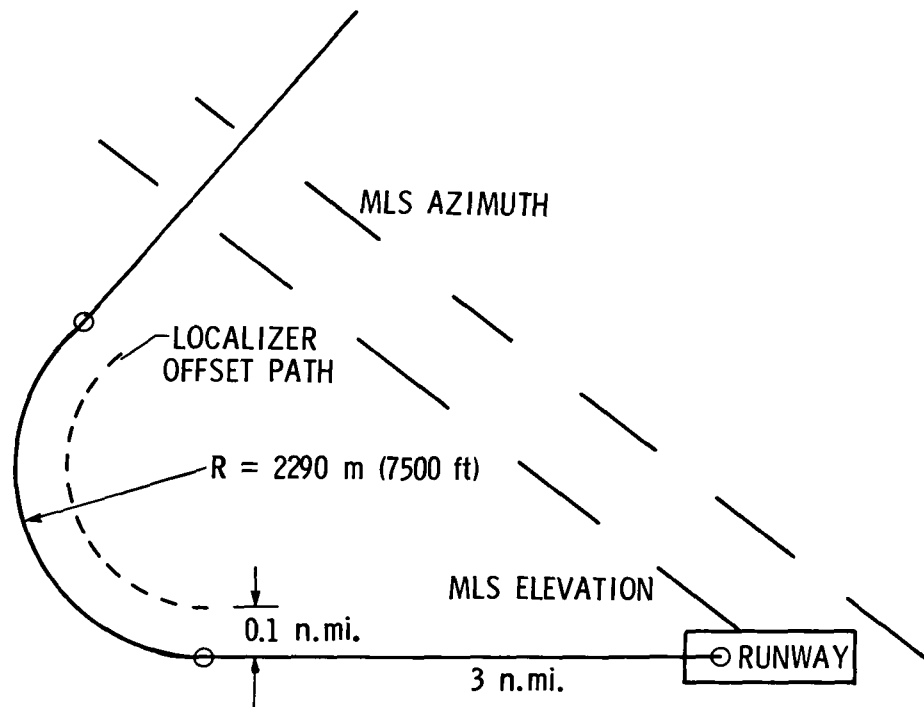 MLS AZIMUTH
LOCALIZER
OFFSET PATH
R = 2290 m (7500 ft)
MLS ELEVATION
0.1 n.mi.
RUNWAY
3 n.mi.